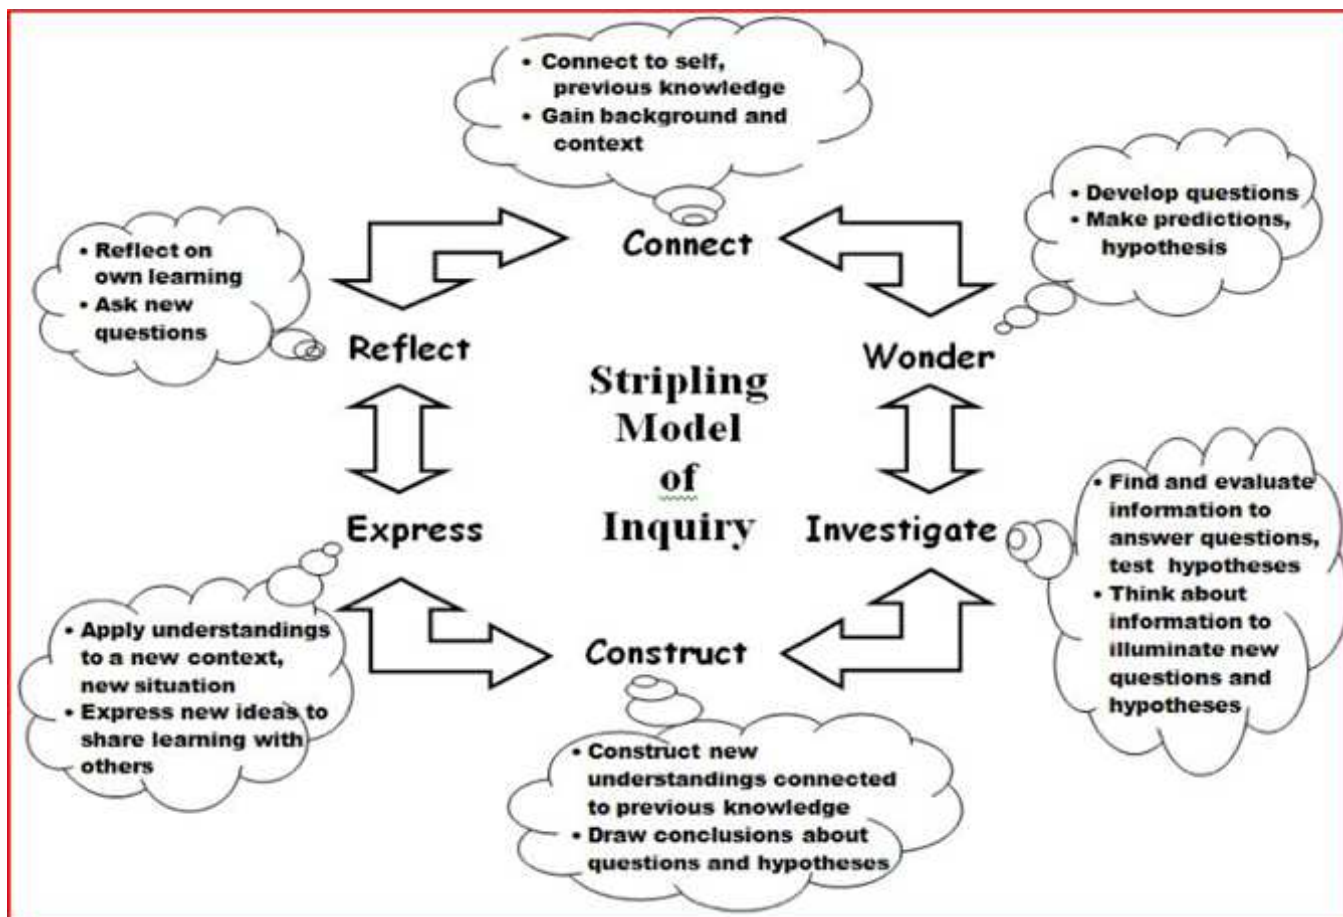 • Connect to self,
previous knowledge
• Gain background and
context
Connect
• Develop questions
• Make predictions,
hypothesis
Wonder
• Find and evaluate
information to
answer questions,
test hypotheses
• Think about
information to
illuminate new
questions and
hypotheses
Investigate
• Construct new
understandings connected
to previous knowledge
• Draw conclusions about
questions and hypotheses
Construct
• Apply understandings
to a new context,
new situation
• Express new ideas to
share learning with
others
Express
• Reflect on
own learning
• Ask new
questions
Reflect
Stripling
Model
of
Inquiry